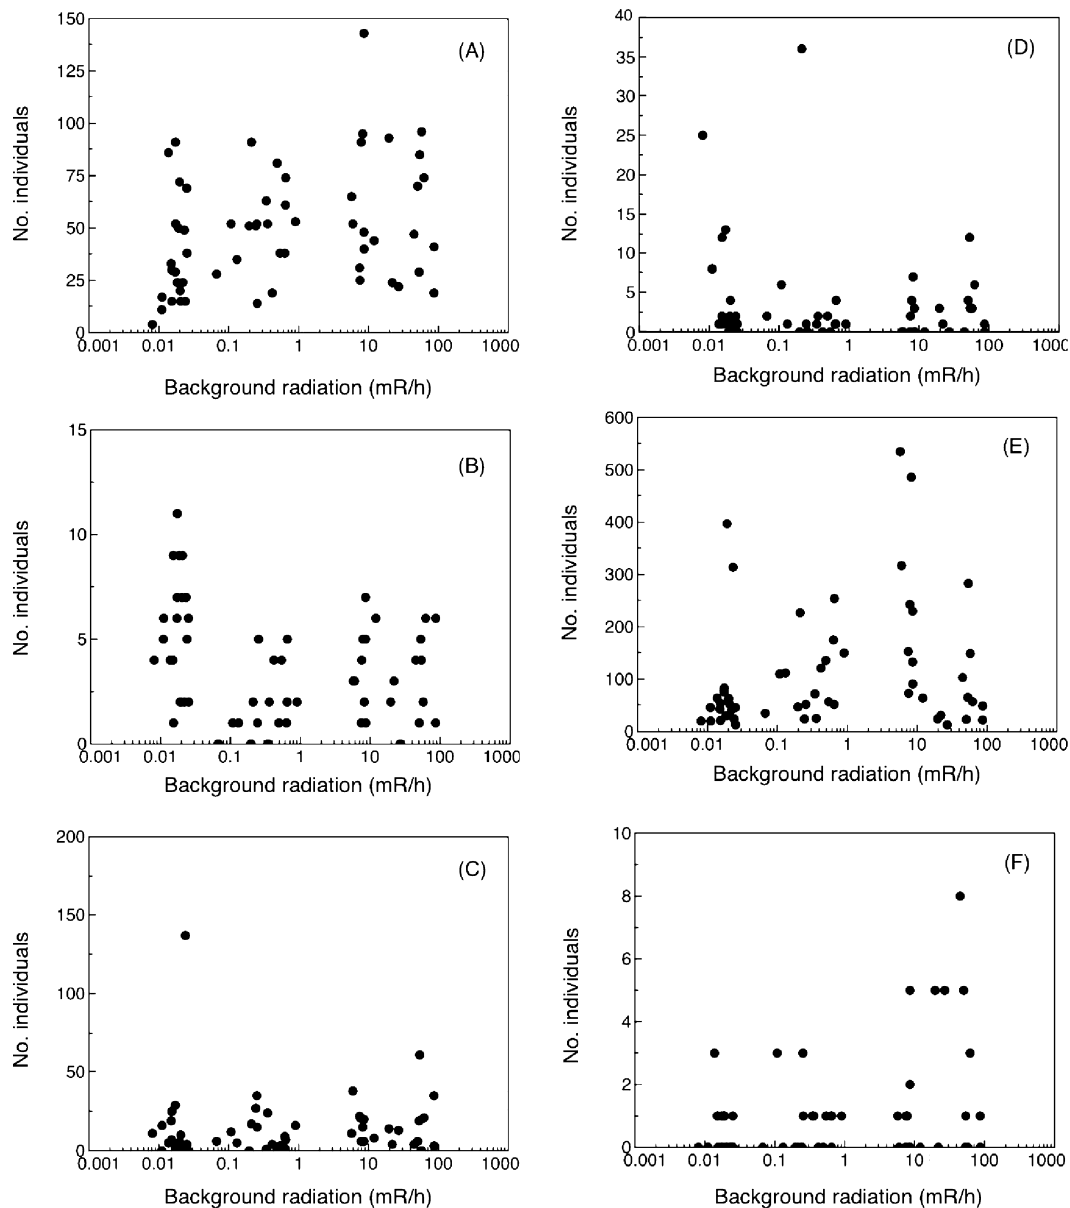 (A)
No. individuals
150
125
100
75
50
25
0
0.001 0.01 0.1 1 10 100 1000
Background radiation (mR/h)
(D)
No. individuals
40
35
30
25
20
15
10
5
0
0.001 0.01 0.1 1 10 100 1000
Background radiation (mR/h)
(B)
No. individuals
15
10
5
0
0.001 0.01 0.1 1 10 100 1000
Background radiation (mR/h)
(E)
No. individuals
600
500
400
300
200
100
0
0.001 0.01 0.1 1 10 100 1000
Background radiation (mR/h)
(C)
No. individuals
200
150
100
50
0
0.001 0.01 0.1 1 10 100 1000
Background radiation (mR/h)
(F)
No. individuals
10
8
6
4
2
0
0.001 0.01 0.1 1 10 100 1000
Background radiation (mR/h)